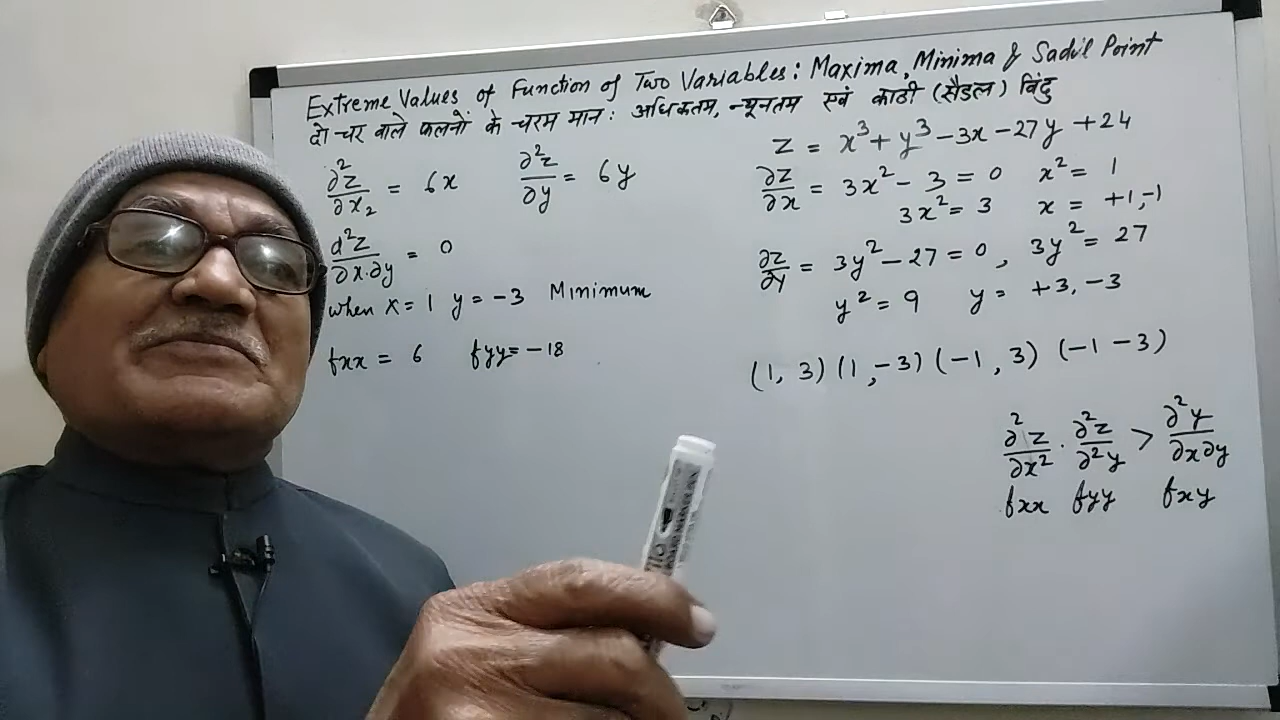 Extreme Values of Function of Two Variables: Maxima, Minima & Sadil Point
दो चर वाले फलनों के चरम मान: अधिकतम, न्यूनतम एवं काठी (सैडल) बिंदु
z = x³ + y³ - 3x - 27y + 24
∂²z/∂x₂ = 6x ∂²z/∂y = 6y
∂z/∂x = 3x² - 3 = 0 x² = 1
3x² = 3 x = +1, -1
d²z/∂x·∂y = 0
∂z/∂y = 3y² - 27 = 0, 3y² = 27
when x = 1 y = -3 Minimum
y² = 9 y = +3, -3
fxx = 6 fyy = -18
(1, 3) (1, -3) (-1, 3) (-1 -3)
∂²z/∂x² · ∂²z/∂²y > ∂²y/∂x∂y
fxx fyy fxy